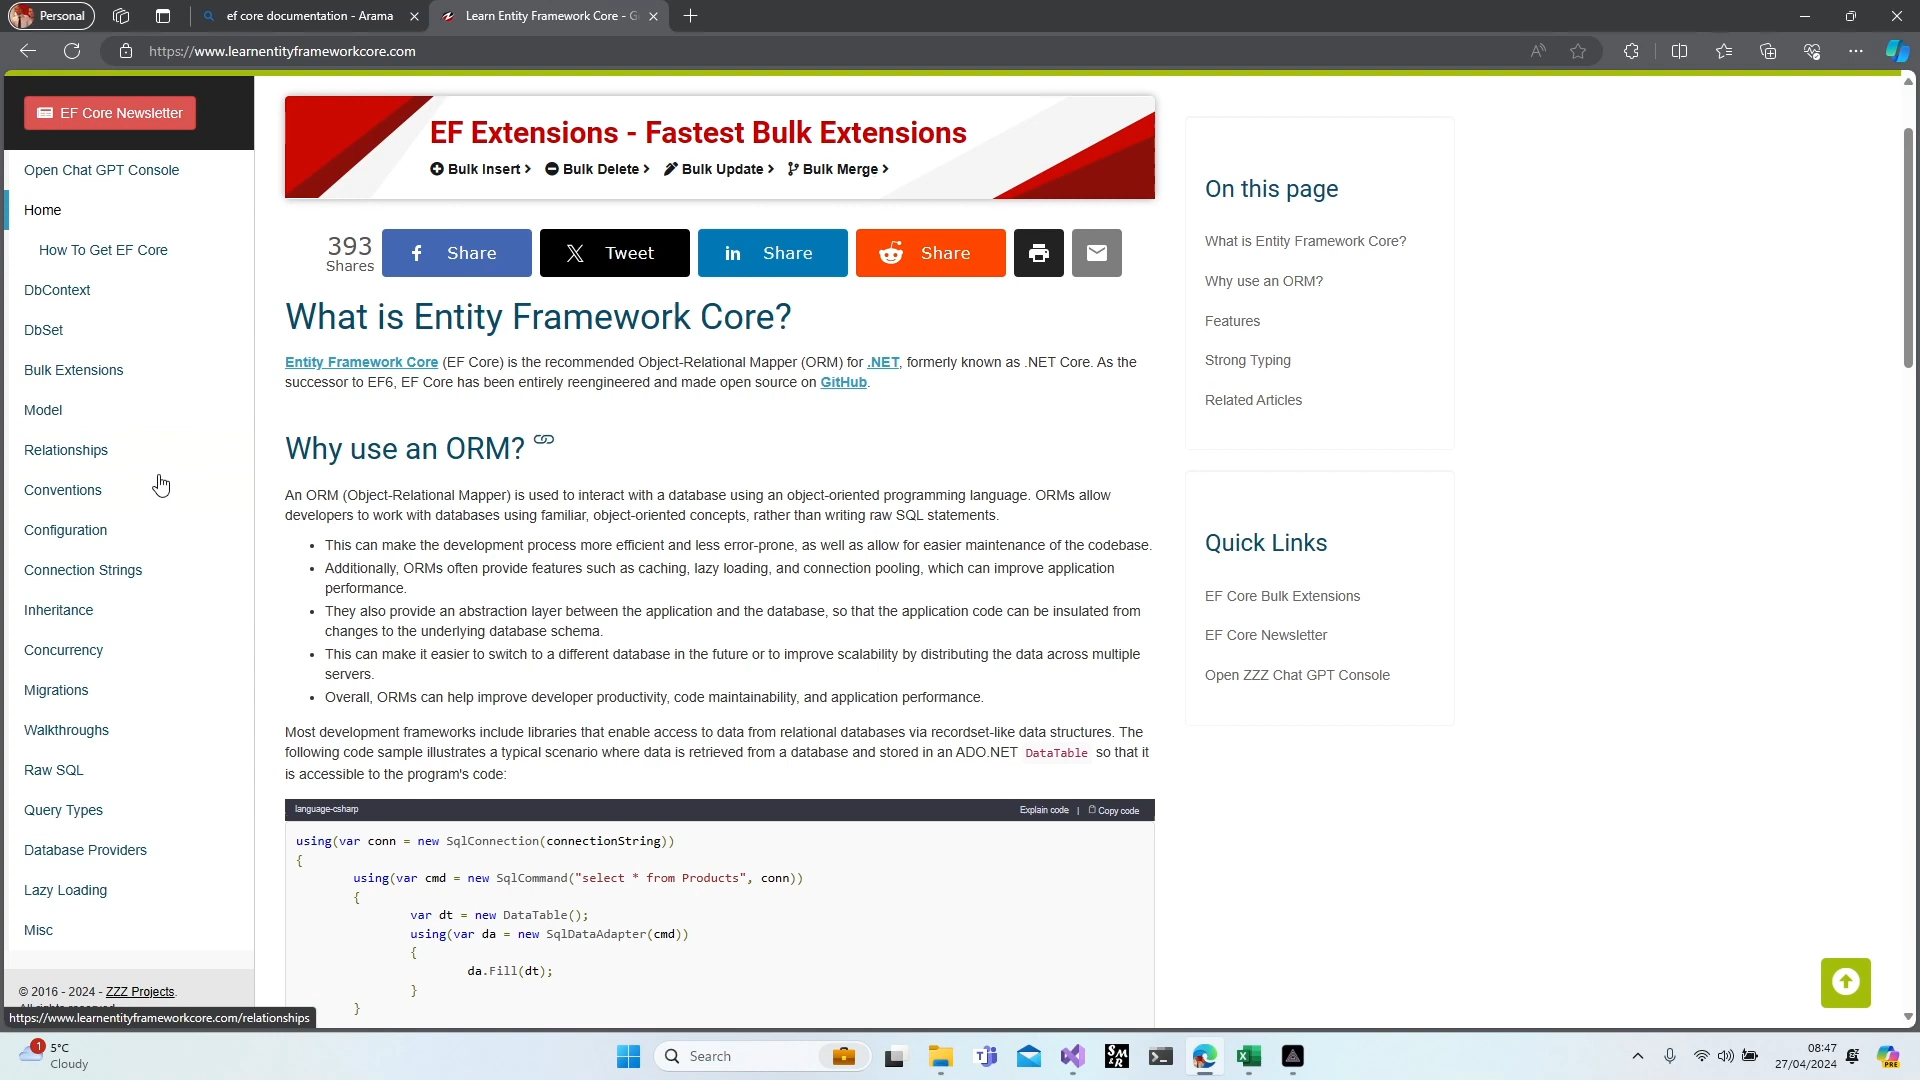 Personal
ef core documentation - Arama
Learn Entity Framework Core - G
https://www.learnentityframeworkcore.com
EF Core Newsletter
Open Chat GPT Console
Home
How To Get EF Core
DbContext
DbSet
Bulk Extensions
Model
Relationships
Conventions
Configuration
Connection Strings
Inheritance
Concurrency
Migrations
Walkthroughs
Raw SQL
Query Types
Database Providers
Lazy Loading
Misc
© 2016 - 2024 - ZZZ Projects.
https://www.learnentityframeworkcore.com/relationships
EF Extensions - Fastest Bulk Extensions
Bulk Insert
Bulk Delete
Bulk Update
Bulk Merge
393
Shares
Share
Tweet
Share
Share
What is Entity Framework Core?
Entity Framework Core (EF Core) is the recommended Object-Relational Mapper (ORM) for .NET, formerly known as .NET Core. As the
successor to EF6, EF Core has been entirely reengineered and made open source on GitHub.
Why use an ORM?
An ORM (Object-Relational Mapper) is used to interact with a database using an object-oriented programming language. ORMs allow
developers to work with databases using familiar, object-oriented concepts, rather than writing raw SQL statements.
• This can make the development process more efficient and less error-prone, as well as allow for easier maintenance of the codebase.
• Additionally, ORMs often provide features such as caching, lazy loading, and connection pooling, which can improve application
performance.
• They also provide an abstraction layer between the application and the database, so that the application code can be insulated from
changes to the underlying database schema.
• This can make it easier to switch to a different database in the future or to improve scalability by distributing the data across multiple
servers.
• Overall, ORMs can help improve developer productivity, code maintainability, and application performance.
Most development frameworks include libraries that enable access to data from relational databases via recordset-like data structures. The
following code sample illustrates a typical scenario where data is retrieved from a database and stored in an ADO.NET DataTable so that it
is accessible to the program's code:
language-csharp
Explain code | Copy code
using(var conn = new SqlConnection(connectionString))
{
using(var cmd = new SqlCommand("select * from Products", conn))
{
var dt = new DataTable();
using(var da = new SqlDataAdapter(cmd))
{
da.Fill(dt);
}
}
On this page
What is Entity Framework Core?
Why use an ORM?
Features
Strong Typing
Related Articles
Quick Links
EF Core Bulk Extensions
EF Core Newsletter
Open ZZZ Chat GPT Console
1
5°C
Cloudy
Search
08:47
27/04/2024
PRE